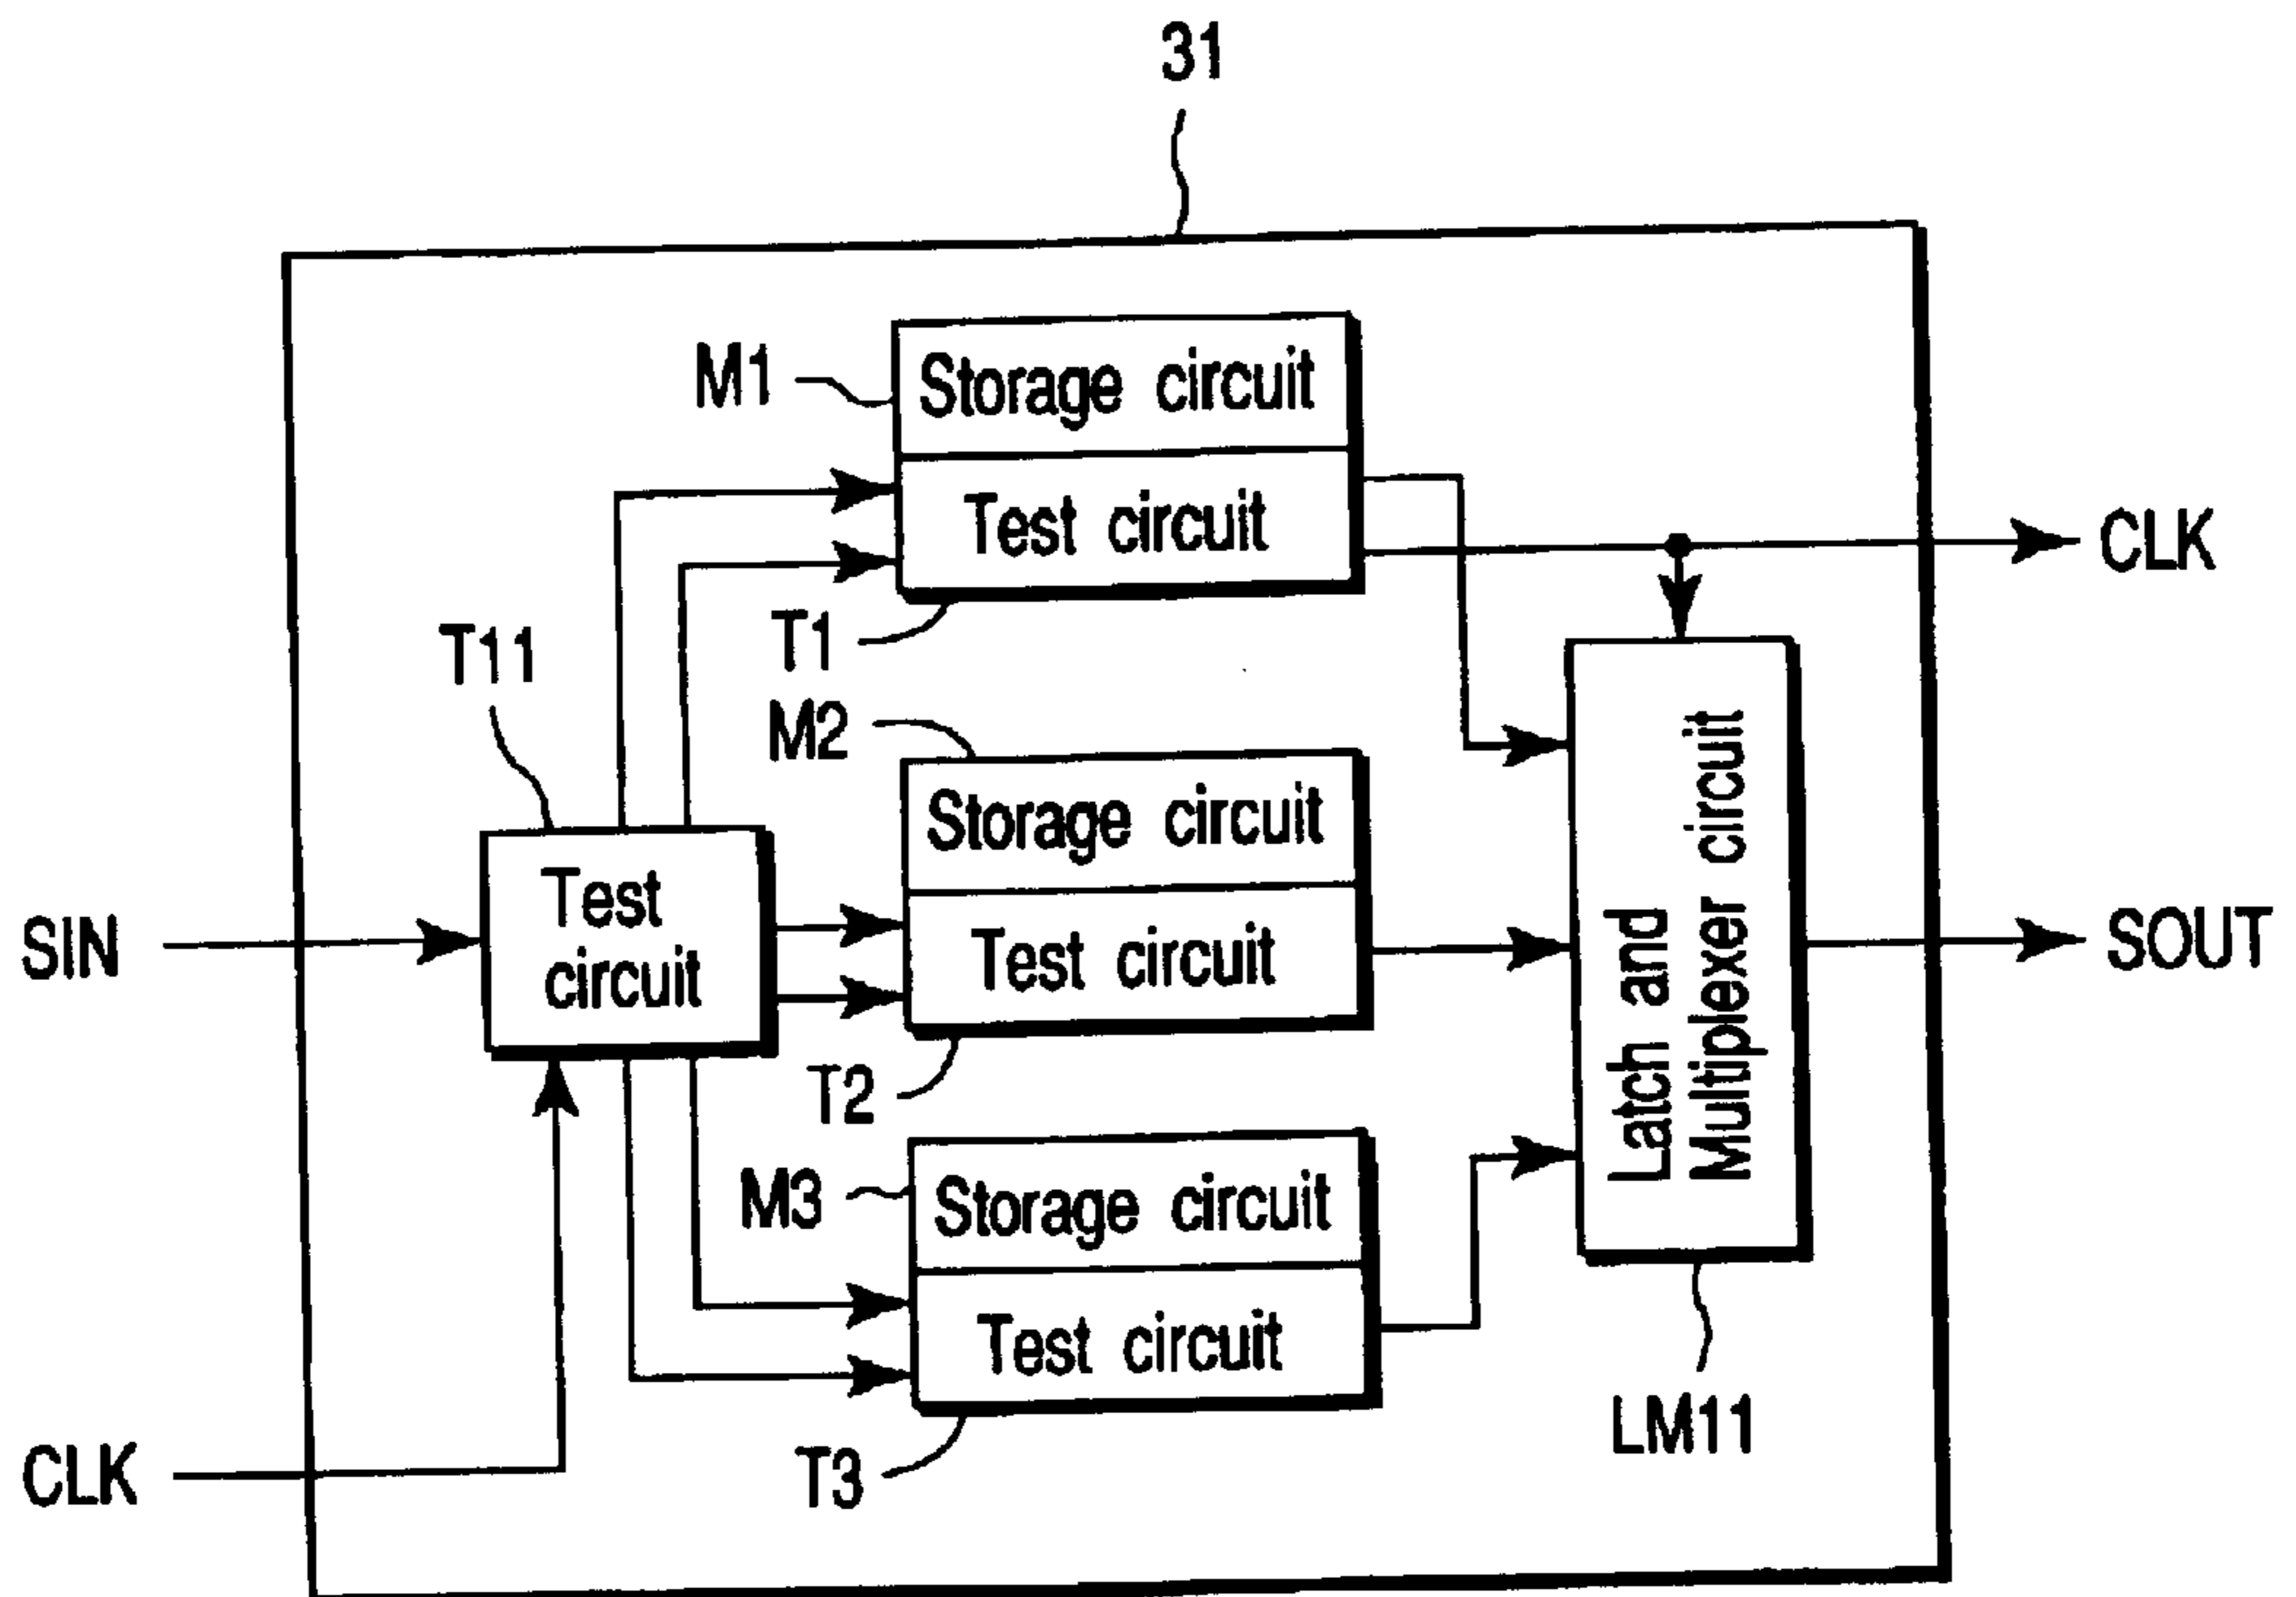 31
M1
Storage circuit
Test circuit
CLK
T1
T11
M2
Storage circuit
Test circuit
Test
circuit
Latch and
Multiplexer circuit
SIN
SOUT
T2
M3
Storage circuit
Test circuit
LM11
CLK
T3